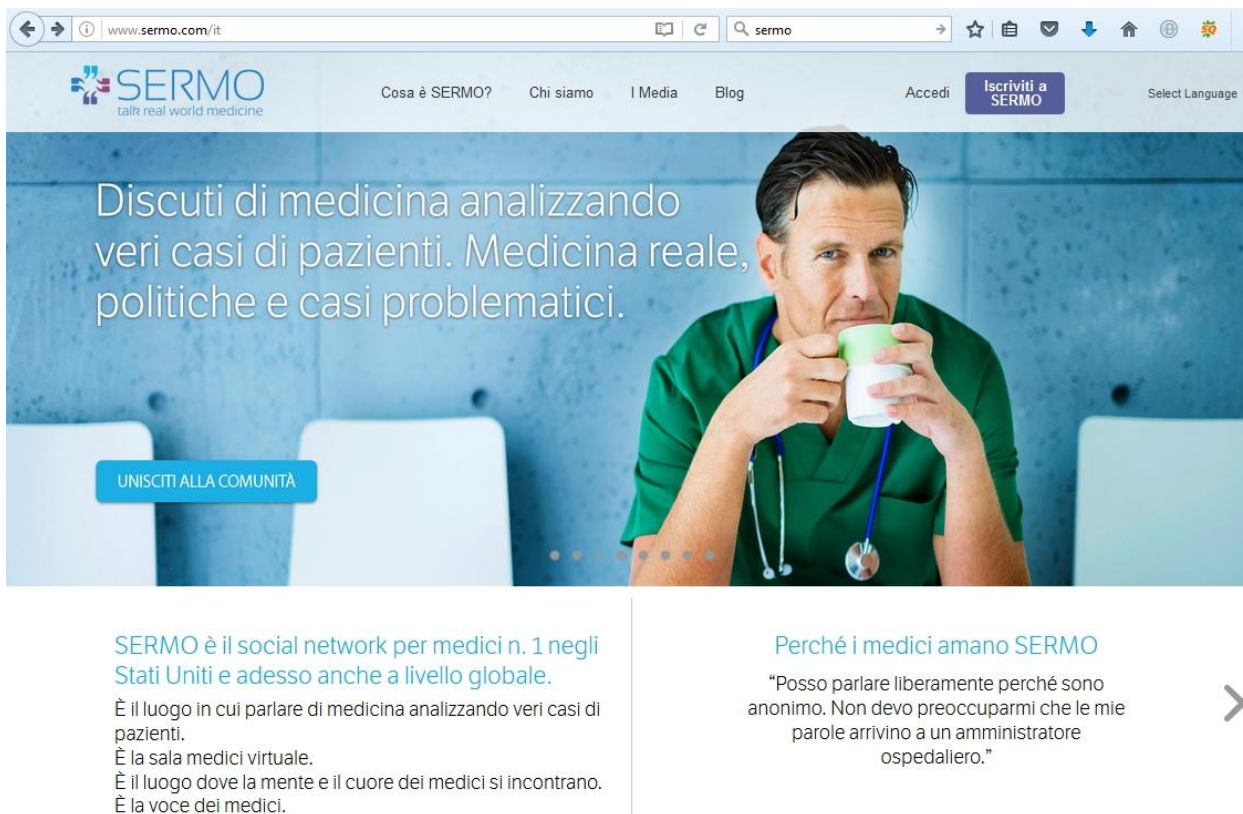 www.sermo.com/it
sermo
SERMO
talk real world medicine
Cosa è SERMO?
Chi siamo
I Media
Blog
Accedi
Iscriviti a
SERMO
Select Language
Discuti di medicina analizzando
veri casi di pazienti. Medicina reale,
politiche e casi problematici.
UNISCITI ALLA COMUNITÀ
SERMO è il social network per medici n. 1 negli
Stati Uniti e adesso anche a livello globale.
È il luogo in cui parlare di medicina analizzando veri casi di
pazienti.
È la sala medici virtuale.
È il luogo dove la mente e il cuore dei medici si incontrano.
È la voce dei medici.
Perché i medici amano SERMO
“Posso parlare liberamente perché sono
anonimo. Non devo preoccuparmi che le mie
parole arrivino a un amministratore
ospedaliero.”